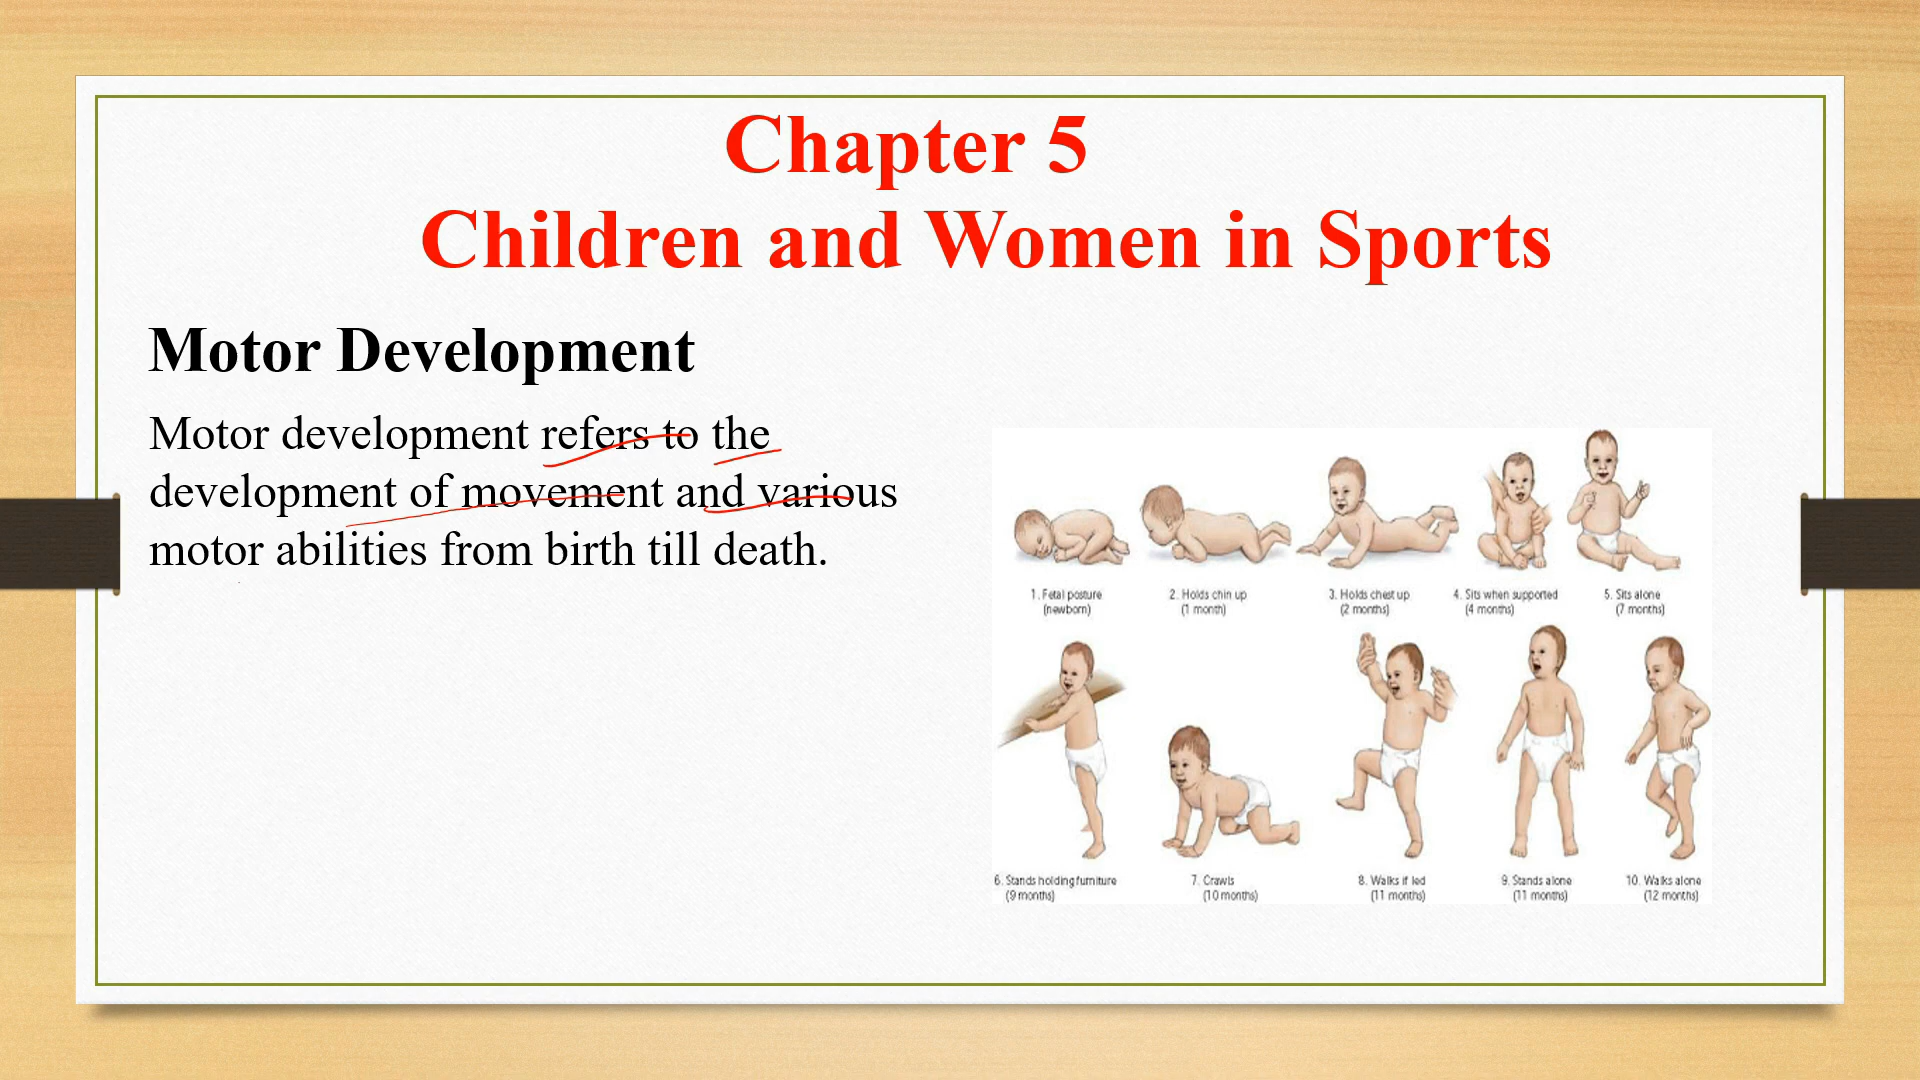 Chapter 5
Children and Women in Sports
Motor Development
Motor development refers to the
development of movement and various
motor abilities from birth till death.
1. Fetal posture
(newborn)
2. Holds chin up
(1 month)
3. Holds chest up
(2 months)
4. Sits when supported
(4 months)
5. Sits alone
(7 months)
6. Stands holding furniture
(9 months)
7. Crawls
(10 months)
8. Walks if led
(11 months)
9. Stands alone
(11 months)
10. Walks alone
(12 months)